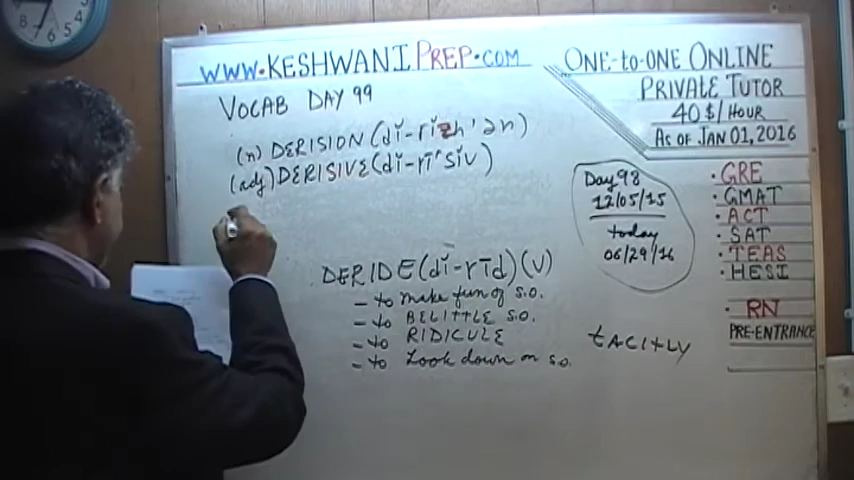 WWW.KESHWANIPREP.COM
VOCAB DAY 99
(n) DERISION (dĭ-rĭzh'ən)
(adj) DERISIVE (dĭ-rī'sĭv)
DERIDE (dĭ-rīd) (V)
- to make fun of s.o.
- to BELITTLE s.o.
- to RIDICULE
- to Look down on s.o.
Day 98
12/05/15
today
06/29/16
tACItLY
ONE-to-ONE ONLINE
PRIVATE TUTOR
40 $/HOUR
AS OF JAN 01, 2016
• GRE
• GMAT
• ACT
• SAT
• TEAS
• HESI
• RN
PRE-ENTRANCE